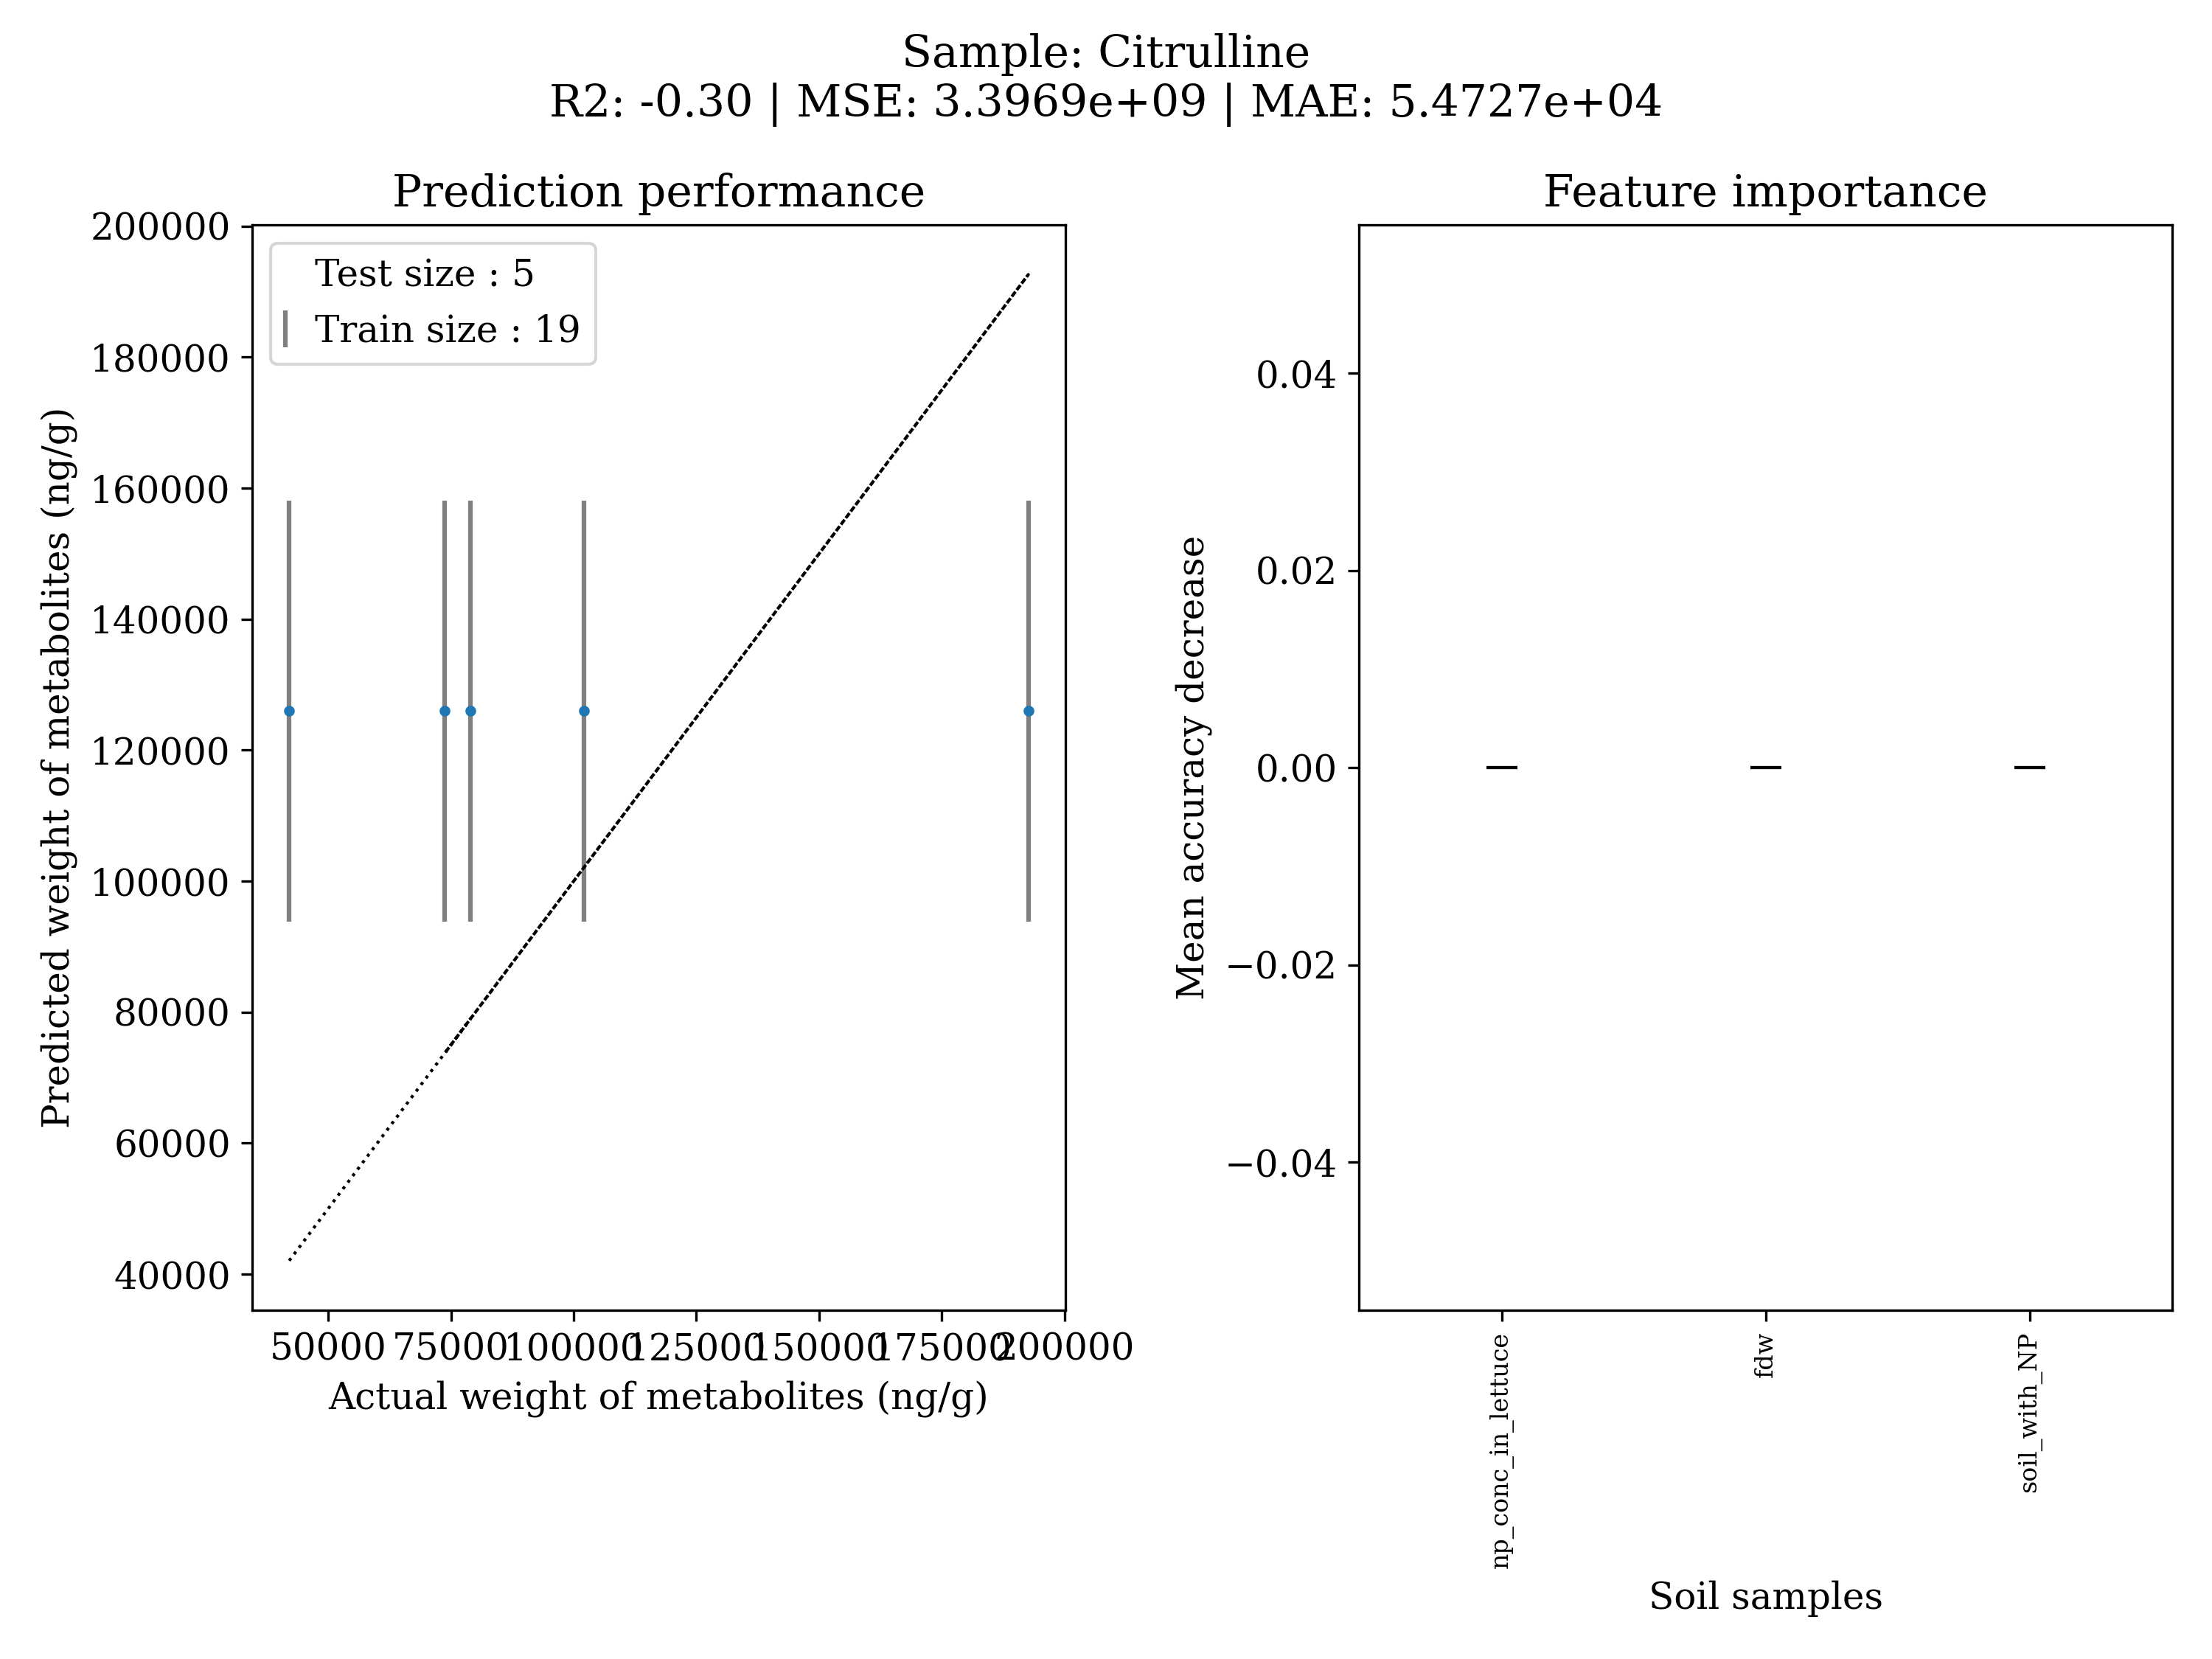 Sample: Citrulline
R2: -0.30 | MSE: 3.3969e+09 | MAE: 5.4727e+04
Prediction performance
Test size : 5
Train size : 19
200000
180000
160000
140000
120000
100000
80000
60000
40000
Predicted weight of metabolites (ng/g)
50000 75000 100000 125000 150000 175000 200000
Actual weight of metabolites (ng/g)
Feature importance
0.04
0.02
0.00
−0.02
−0.04
Mean accuracy decrease
np_conc_in_lettuce
fdw
soil_with_NP
Soil samples